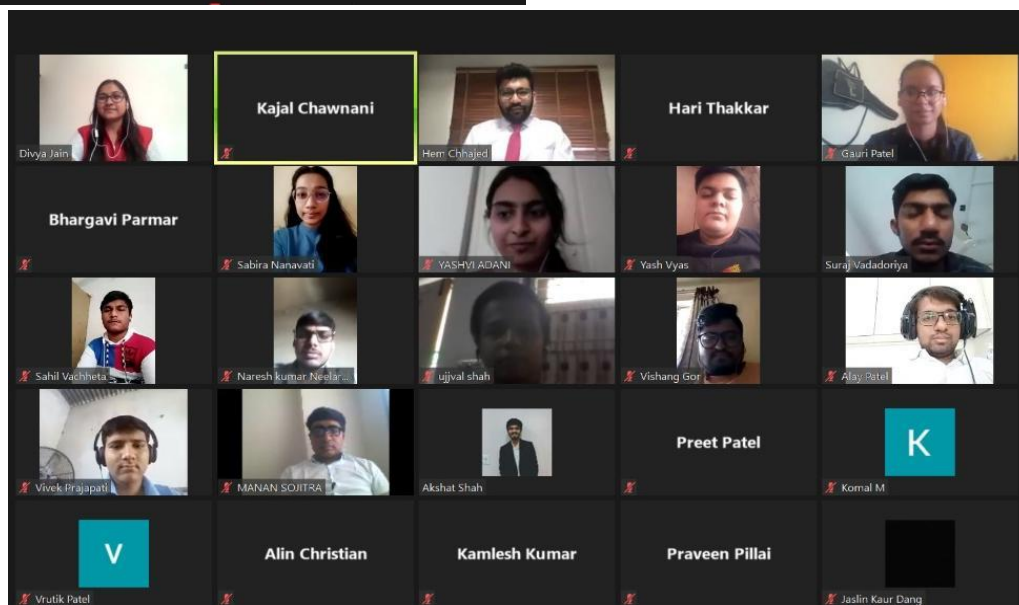 Divya Jain
Kajal Chawnani
Hem Chhajed
Hari Thakkar
Gauri Patel
Bhargavi Parmar
Sabira Nanavati
YASHVI ADANI
Yash Vyas
Suraj Vadadoriya
Sahil Vachheta
Naresh kumar Neelar...
ujjval shah
Vishang Gor
Alay Patel
Vivek Prajapati
MANAN SOJITRA
Akshat Shah
Preet Patel
K
Komal M
V
Vrutik Patel
Alin Christian
Kamlesh Kumar
Praveen Pillai
Jaslin Kaur Dang